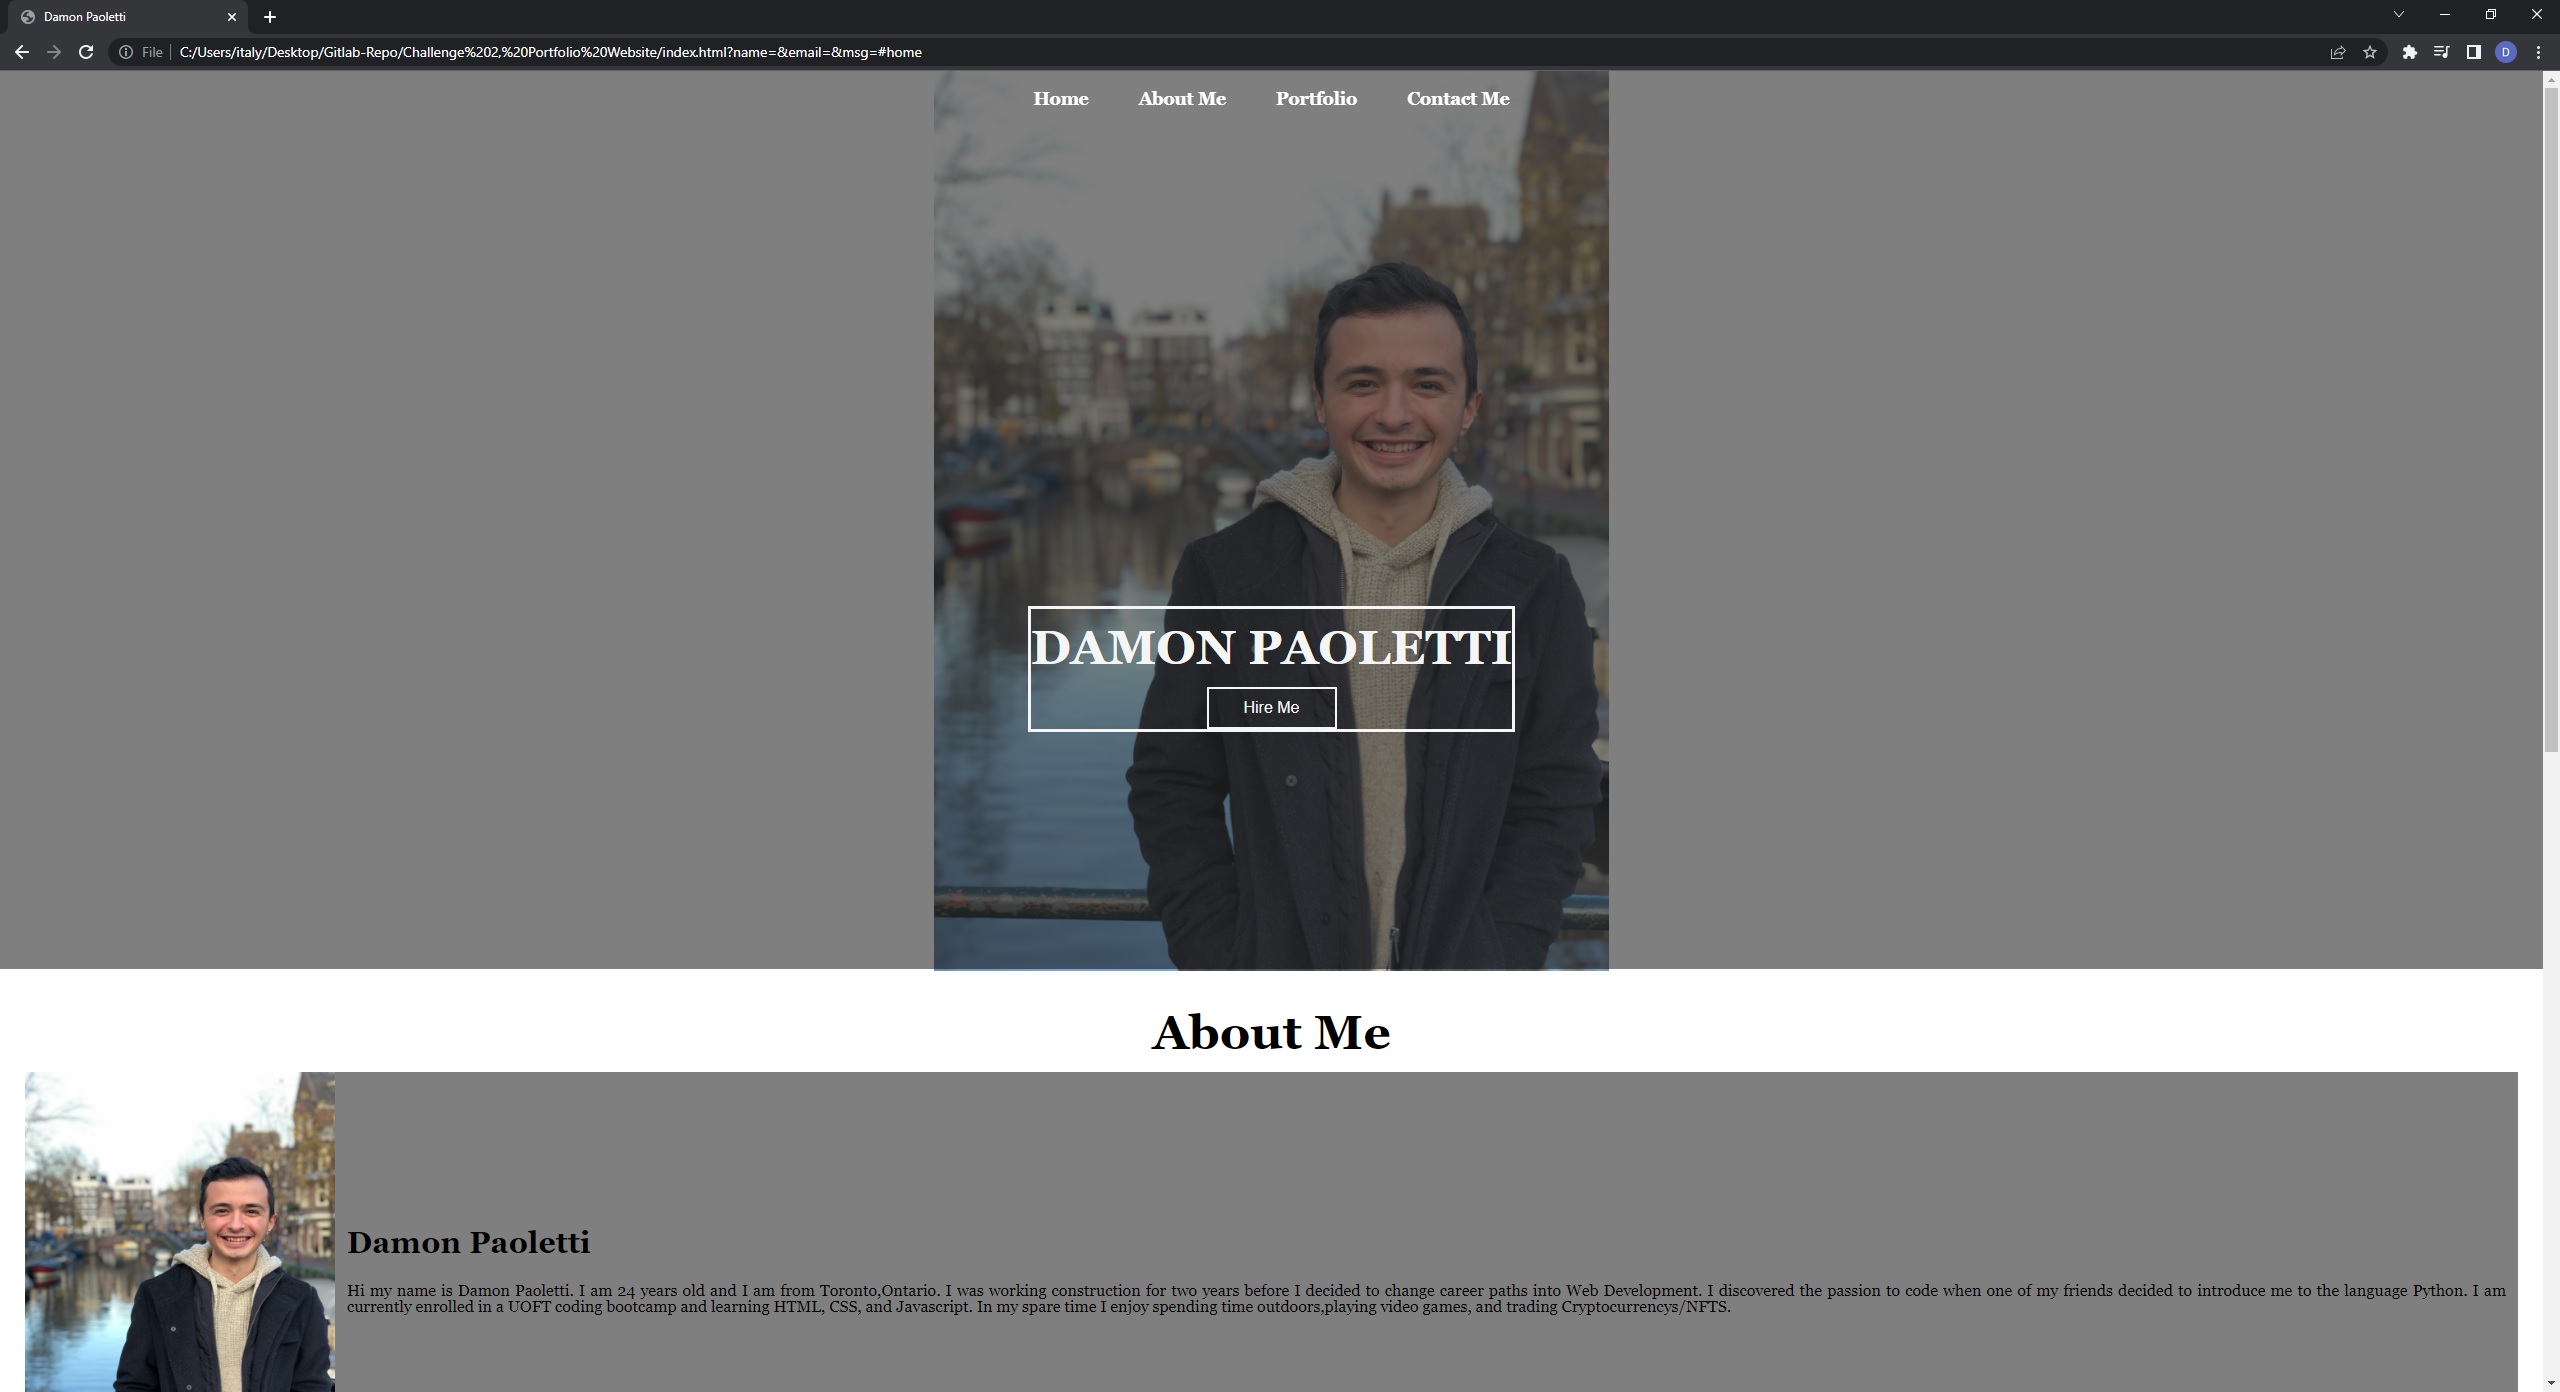 Damon Paoletti
File
C:/Users/italy/Desktop/Gitlab-Repo/Challenge%202,%20Portfolio%20Website/index.html?name=&email=&msg=#home
D
Home About Me Portfolio Contact Me
DAMON PAOLETTI
Hire Me
About Me
Damon Paoletti
Hi my name is Damon Paoletti. I am 24 years old and I am from Toronto,Ontario. I was working construction for two years before I decided to change career paths into Web Development. I discovered the passion to code when one of my friends decided to introduce me to the language Python. I am
currently enrolled in a UOFT coding bootcamp and learning HTML, CSS, and Javascript. In my spare time I enjoy spending time outdoors,playing video games, and trading Cryptocurrencys/NFTS.